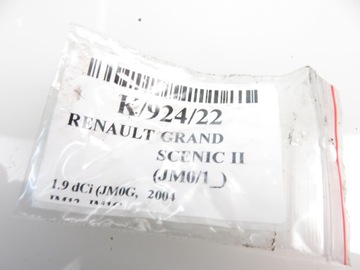 K/924/22
RENAULT GRAND
SCENIC II
(JM0/1_)
1.9 dCi (JM0G, 2004